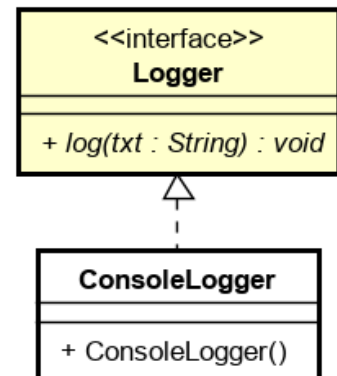 <<interface>>
Logger
+ log(txt : String) : void
ConsoleLogger
+ ConsoleLogger()